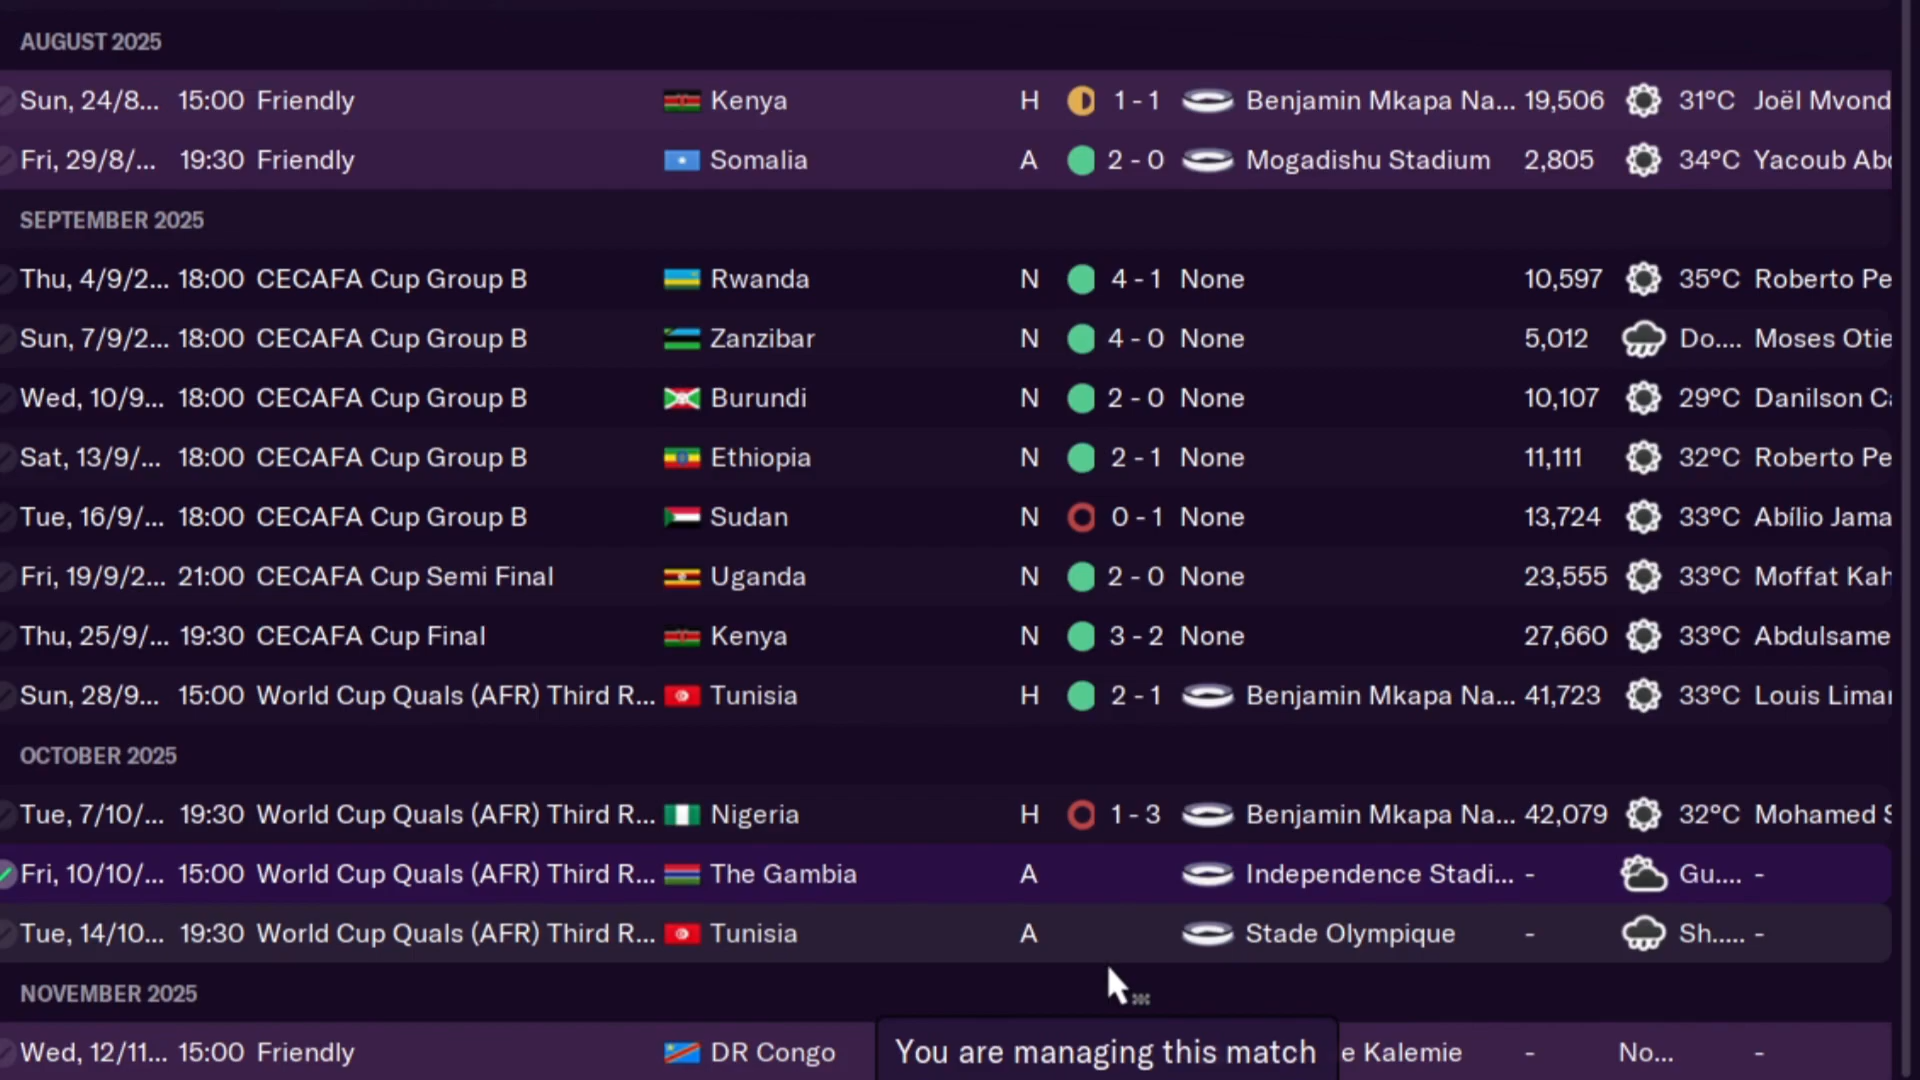 AUGUST 2025
Sun, 24/8... 15:00 Friendly Kenya H 1 - 1 Benjamin Mkapa Na... 19,506 31°C Joël Mvond
Fri, 29/8/... 19:30 Friendly Somalia A 2 - 0 Mogadishu Stadium 2,805 34°C Yacoub Abd
SEPTEMBER 2025
Thu, 4/9/2... 18:00 CECAFA Cup Group B Rwanda N 4 - 1 None 10,597 35°C Roberto Pe
Sun, 7/9/2... 18:00 CECAFA Cup Group B Zanzibar N 4 - 0 None 5,012 Do.... Moses Otie
Wed, 10/9... 18:00 CECAFA Cup Group B Burundi N 2 - 0 None 10,107 29°C Danilson Ca
Sat, 13/9/... 18:00 CECAFA Cup Group B Ethiopia N 2 - 1 None 11,111 32°C Roberto Pe
Tue, 16/9/... 18:00 CECAFA Cup Group B Sudan N 0 - 1 None 13,724 33°C Abílio Jama
Fri, 19/9/2... 21:00 CECAFA Cup Semi Final Uganda N 2 - 0 None 23,555 33°C Moffat Kah
Thu, 25/9/... 19:30 CECAFA Cup Final Kenya N 3 - 2 None 27,660 33°C Abdulsame
Sun, 28/9... 15:00 World Cup Quals (AFR) Third R... Tunisia H 2 - 1 Benjamin Mkapa Na... 41,723 33°C Louis Limar
OCTOBER 2025
Tue, 7/10/... 19:30 World Cup Quals (AFR) Third R... Nigeria H 1 - 3 Benjamin Mkapa Na... 42,079 32°C Mohamed S
Fri, 10/10/... 15:00 World Cup Quals (AFR) Third R... The Gambia A Independence Stadi... - Gu.... -
Tue, 14/10... 19:30 World Cup Quals (AFR) Third R... Tunisia A Stade Olympique - Sh..... -
NOVEMBER 2025
Wed, 12/11... 15:00 Friendly DR Congo e Kalemie - No... -
You are managing this match